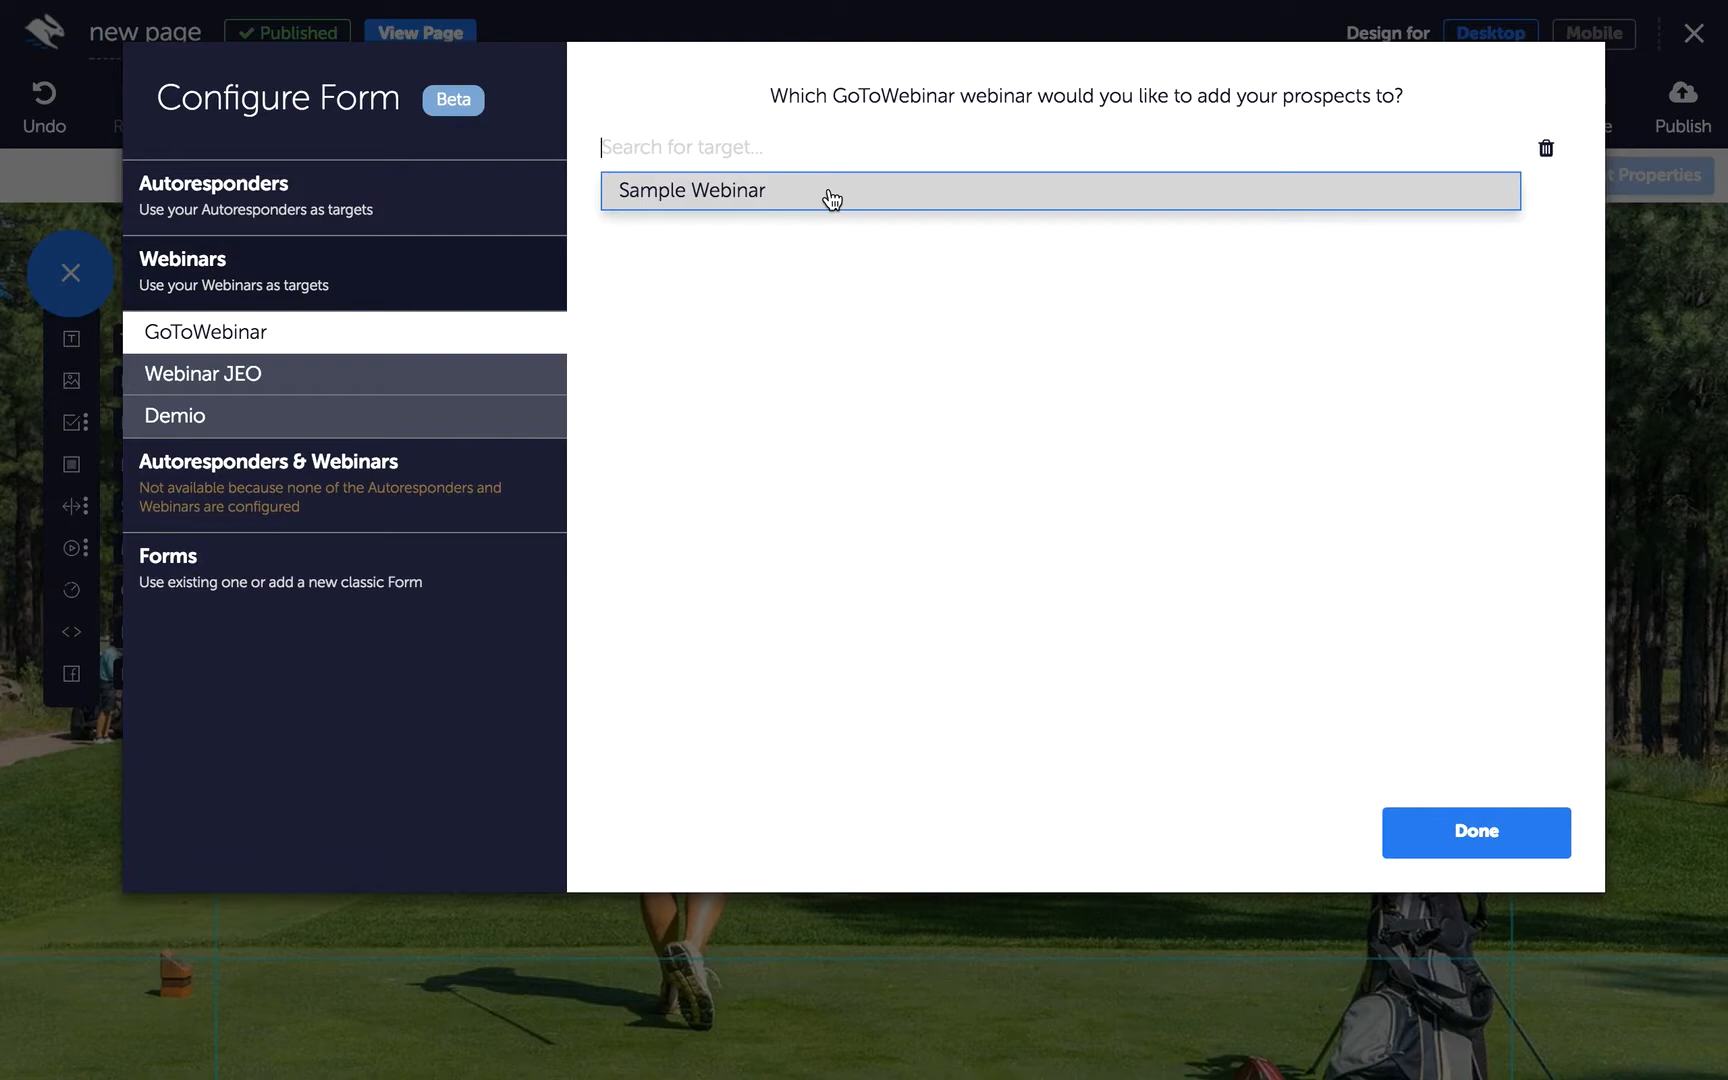 new page
Published
View Page
Design for
Desktop
Mobile
Undo
Publish
Properties
Configure Form
Beta
Autoresponders
Use your Autoresponders as targets
Webinars
Use your Webinars as targets
GoToWebinar
Webinar JEO
Demio
Autoresponders & Webinars
Not available because none of the Autoresponders and
Webinars are configured
Forms
Use existing one or add a new classic Form
Which GoToWebinar webinar would you like to add your prospects to?
Search for target...
Sample Webinar
Done